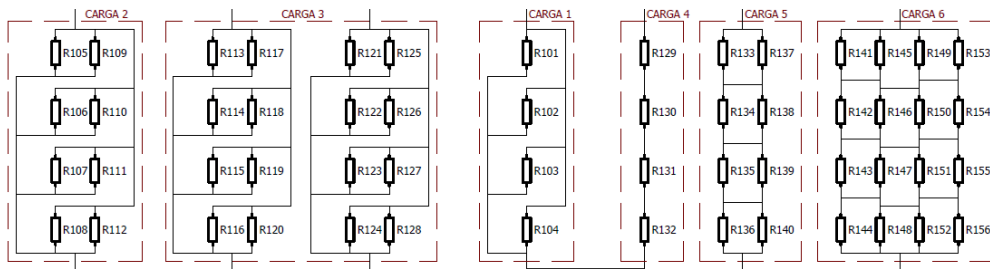 CARGA 2 CARGA 3 CARGA 1 CARGA 4 CARGA 5 CARGA 6
R105 R109 R113 R117 R121 R125 R101 R129 R133 R137 R141 R145 R149 R153
R106 R110 R114 R118 R122 R126 R102 R130 R134 R138 R142 R146 R150 R154
R107 R111 R115 R119 R123 R127 R103 R131 R135 R139 R143 R147 R151 R155
R108 R112 R116 R120 R124 R128 R104 R132 R136 R140 R144 R148 R152 R156